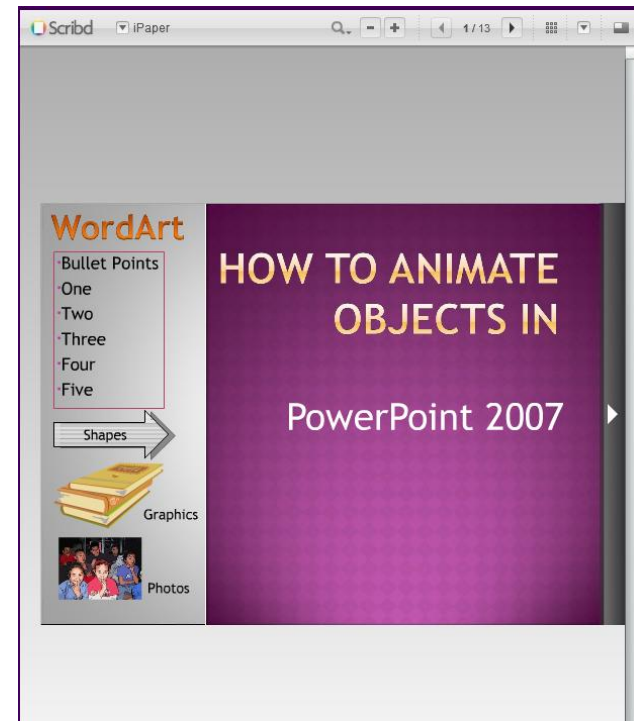 Scribd iPaper 1 / 13
WordArt
Bullet Points
One
Two
Three
Four
Five
Shapes
Graphics
Photos
HOW TO ANIMATE
OBJECTS IN
PowerPoint 2007